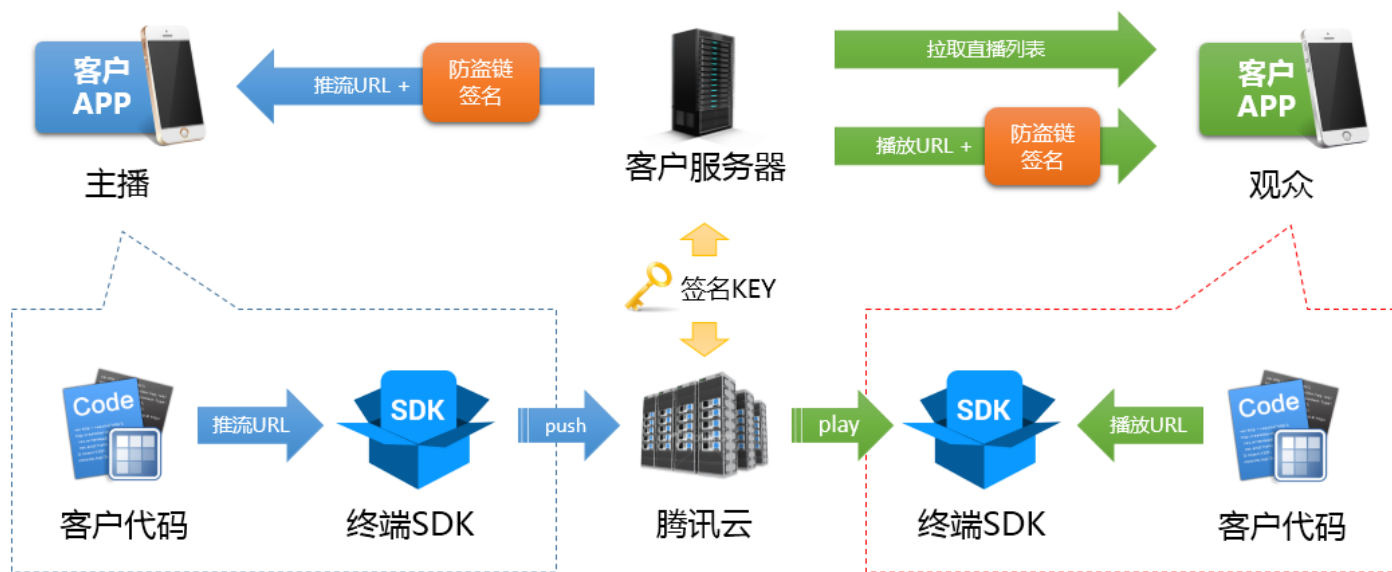 客户
APP
推流URL +
防盗链
签名
拉取直播列表
客户
APP
播放URL +
防盗链
签名
主播
客户服务器
观众
签名KEY
Code
推流URL
SDK
push
play
SDK
播放URL
Code
客户代码
终端SDK
腾讯云
终端SDK
客户代码